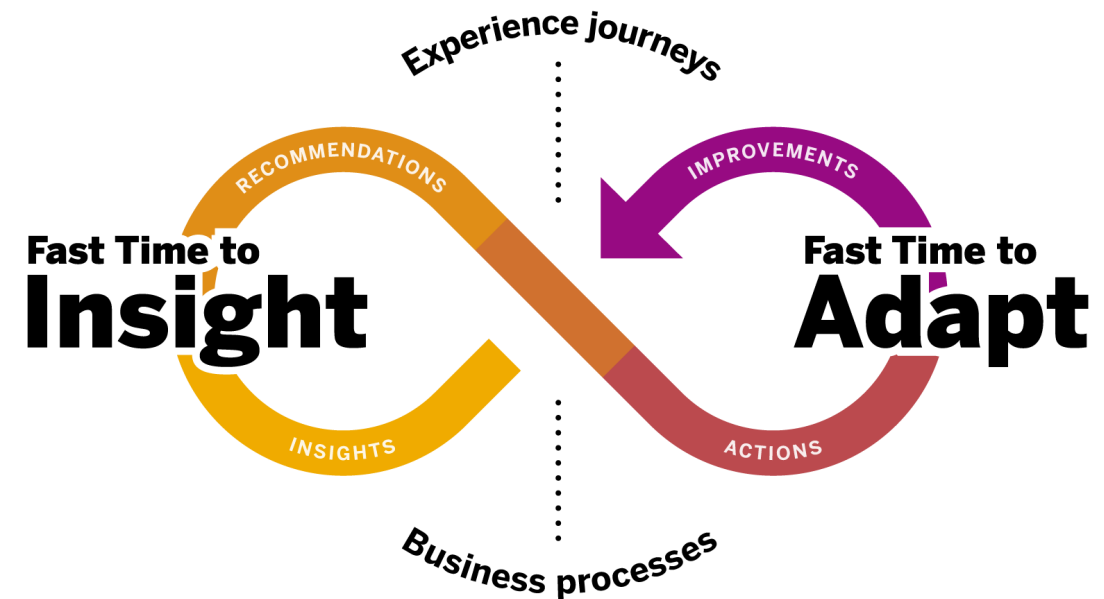 Experience journeys
RECOMMENDATIONS
IMPROVEMENTS
Fast Time to
Insight
Fast Time to
Adapt
INSIGHTS
ACTIONS
Business processes